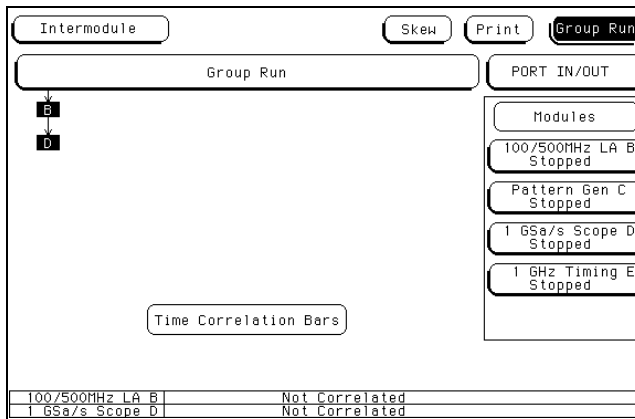 Intermodule
Skew
Print
Group Run
Group Run
PORT IN/OUT
B
D
Modules
100/500MHz LA B
Stopped
Pattern Gen C
Stopped
1 GSa/s Scope D
Stopped
1 GHz Timing E
Stopped
Time Correlation Bars
100/500MHz LA B Not Correlated
1 GSa/s Scope D Not Correlated